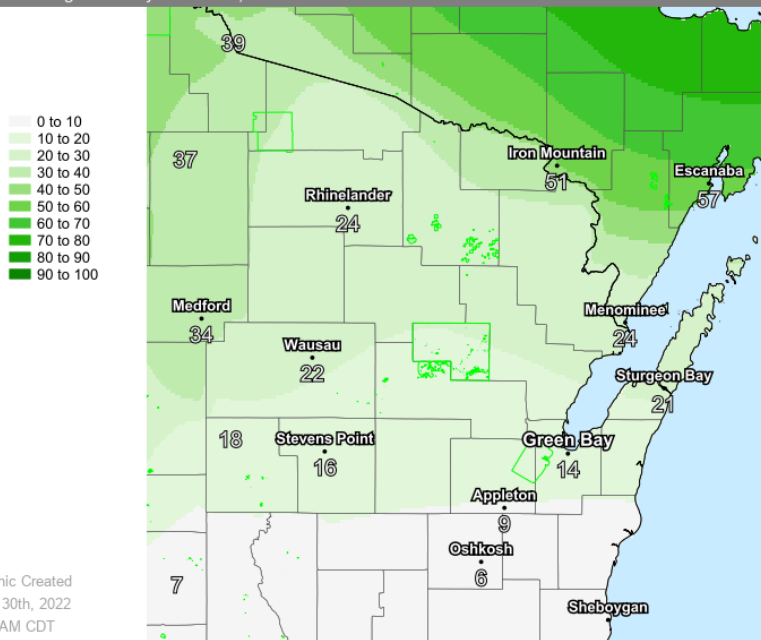 39
0 to 10
10 to 20
20 to 30
30 to 40
40 to 50
50 to 60
60 to 70
70 to 80
80 to 90
90 to 100
37
Iron Mountain
51
Escanaba
57
Rhinelander
24
Medford
34
Menominee
24
Wausau
22
Sturgeon Bay
21
18
Stevens Point
16
Green Bay
14
Appleton
9
Oshkosh
6
7
Sheboygan
Created
30th, 2022
AM CDT